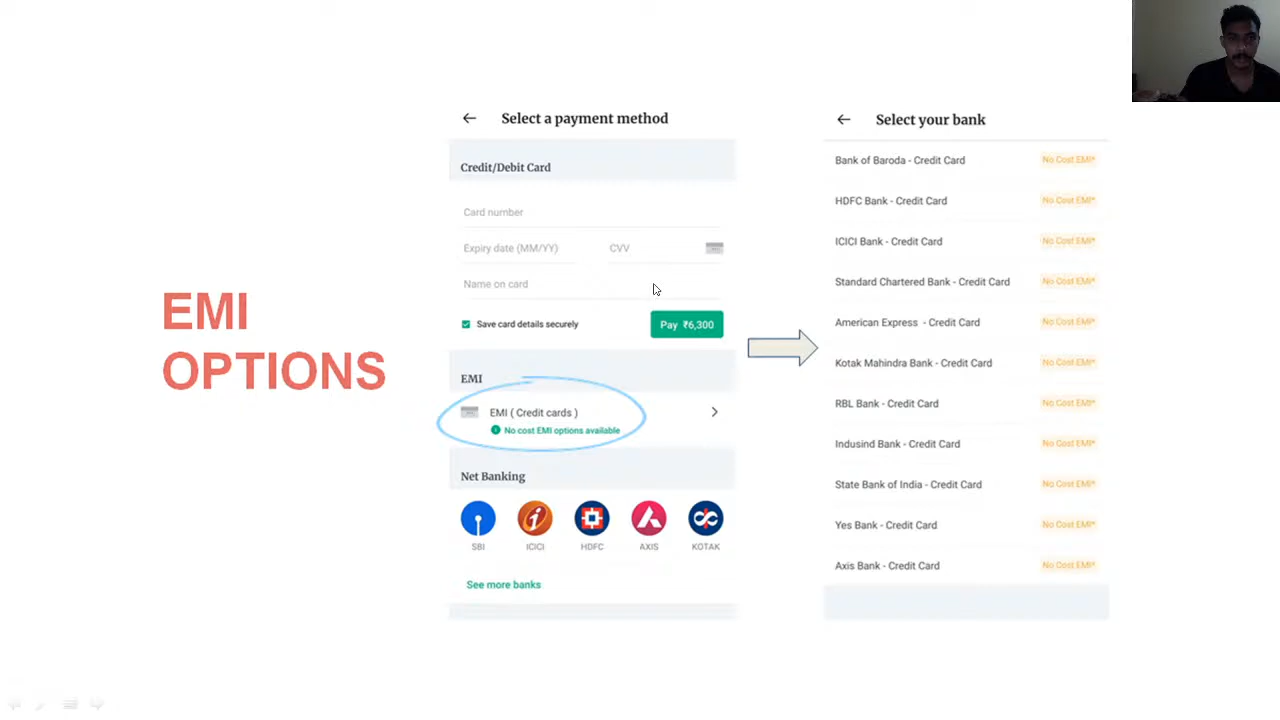 EMI
OPTIONS
Select a payment method
Credit/Debit Card
Card number
Expiry date (MM/YY) CVV
Name on card
Save card details securely Pay ₹6,300
EMI
EMI ( Credit cards )
No cost EMI options available
Net Banking
SBI ICICI HDFC AXIS KOTAK
See more banks
Select your bank
Bank of Baroda - Credit Card No Cost EMI*
HDFC Bank - Credit Card No Cost EMI*
ICICI Bank - Credit Card No Cost EMI*
Standard Chartered Bank - Credit Card No Cost EMI*
American Express - Credit Card No Cost EMI*
Kotak Mahindra Bank - Credit Card No Cost EMI*
RBL Bank - Credit Card No Cost EMI*
Indusind Bank - Credit Card No Cost EMI*
State Bank of India - Credit Card No Cost EMI*
Yes Bank - Credit Card No Cost EMI*
Axis Bank - Credit Card No Cost EMI*